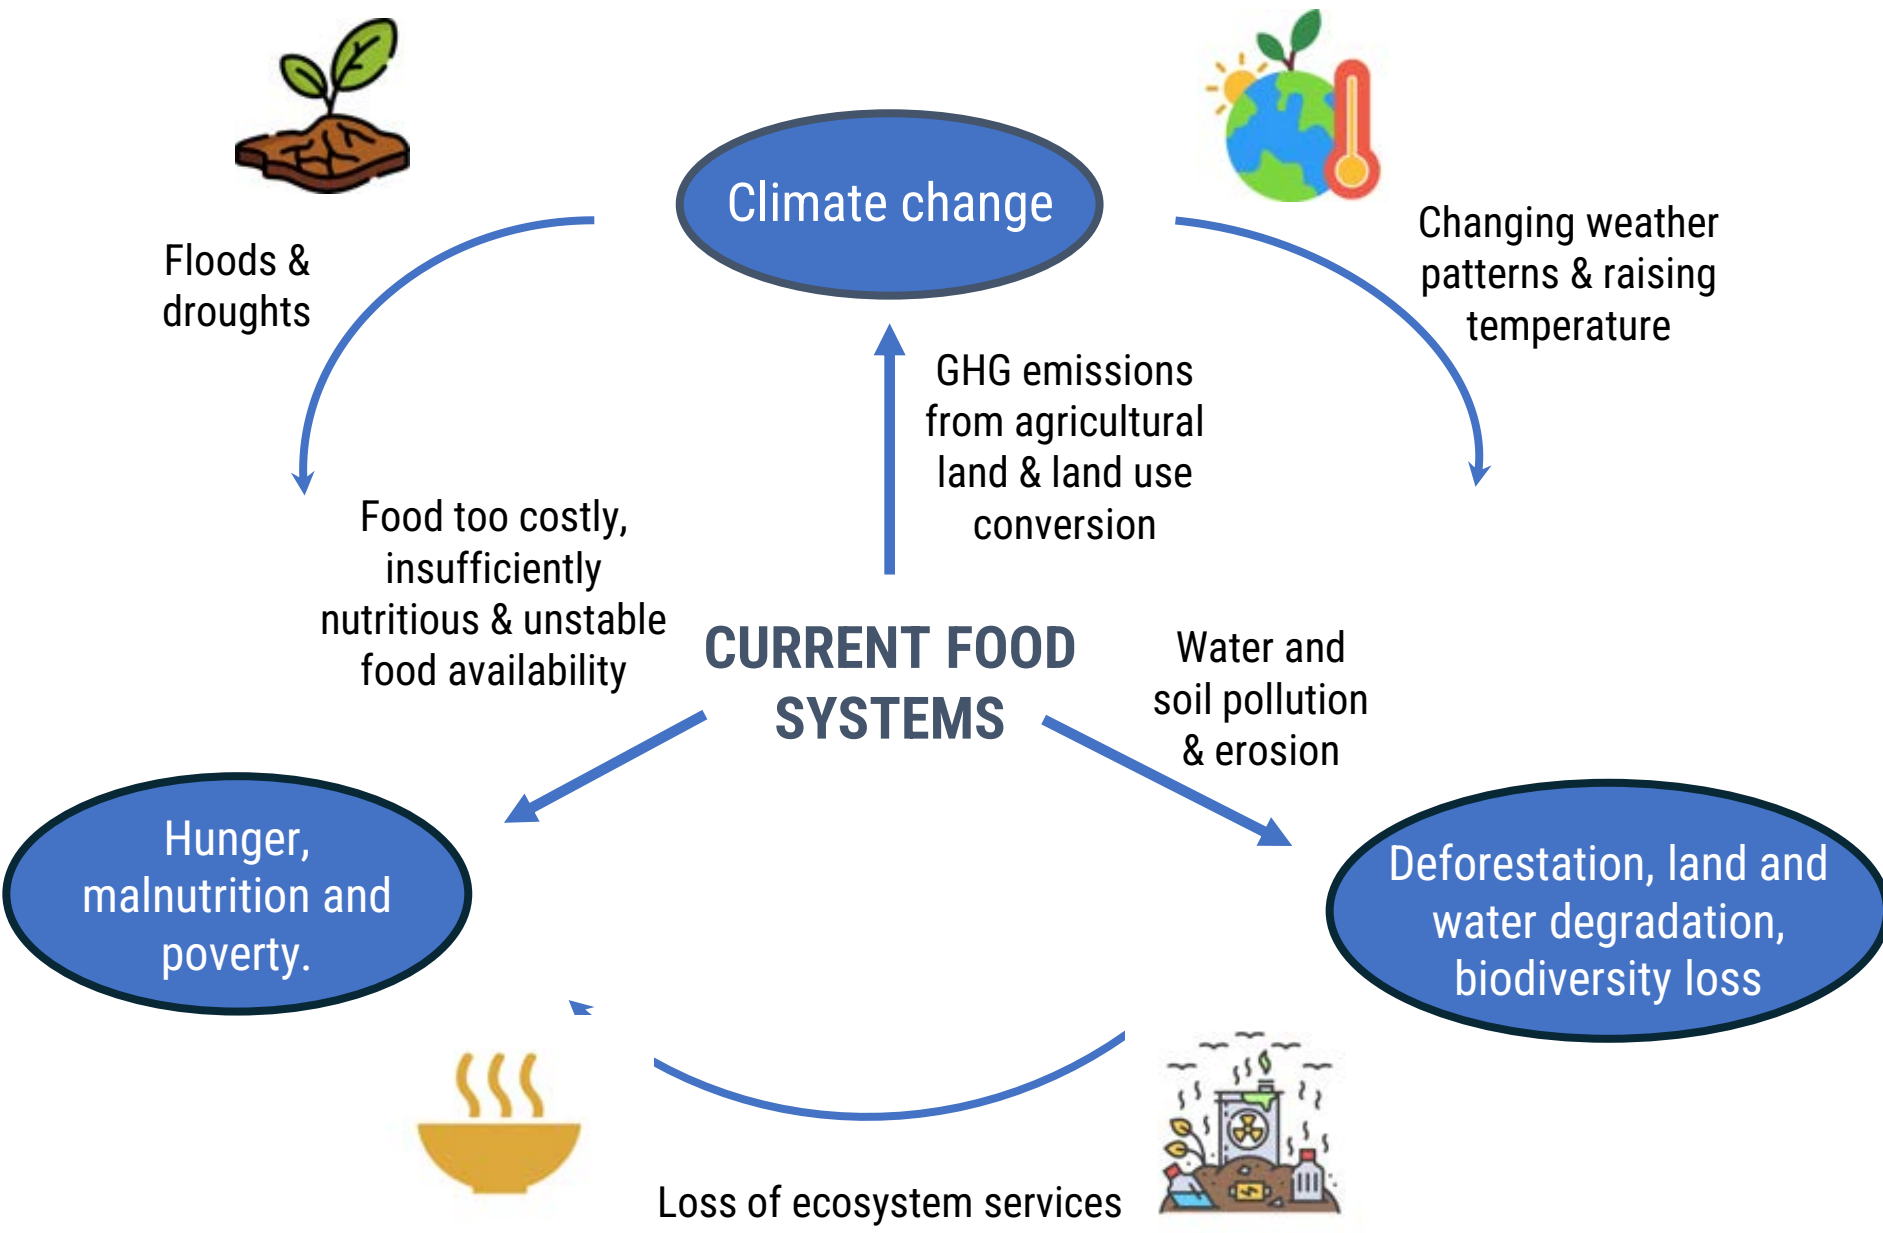 Climate change
Floods &
droughts
Changing weather
patterns & raising
temperature
GHG emissions
from agricultural
land & land use
conversion
Food too costly,
insufficiently
nutritious & unstable
food availability
CURRENT FOOD
SYSTEMS
Water and
soil pollution
& erosion
Hunger,
malnutrition and
poverty.
Deforestation, land and
water degradation,
biodiversity loss
Loss of ecosystem services